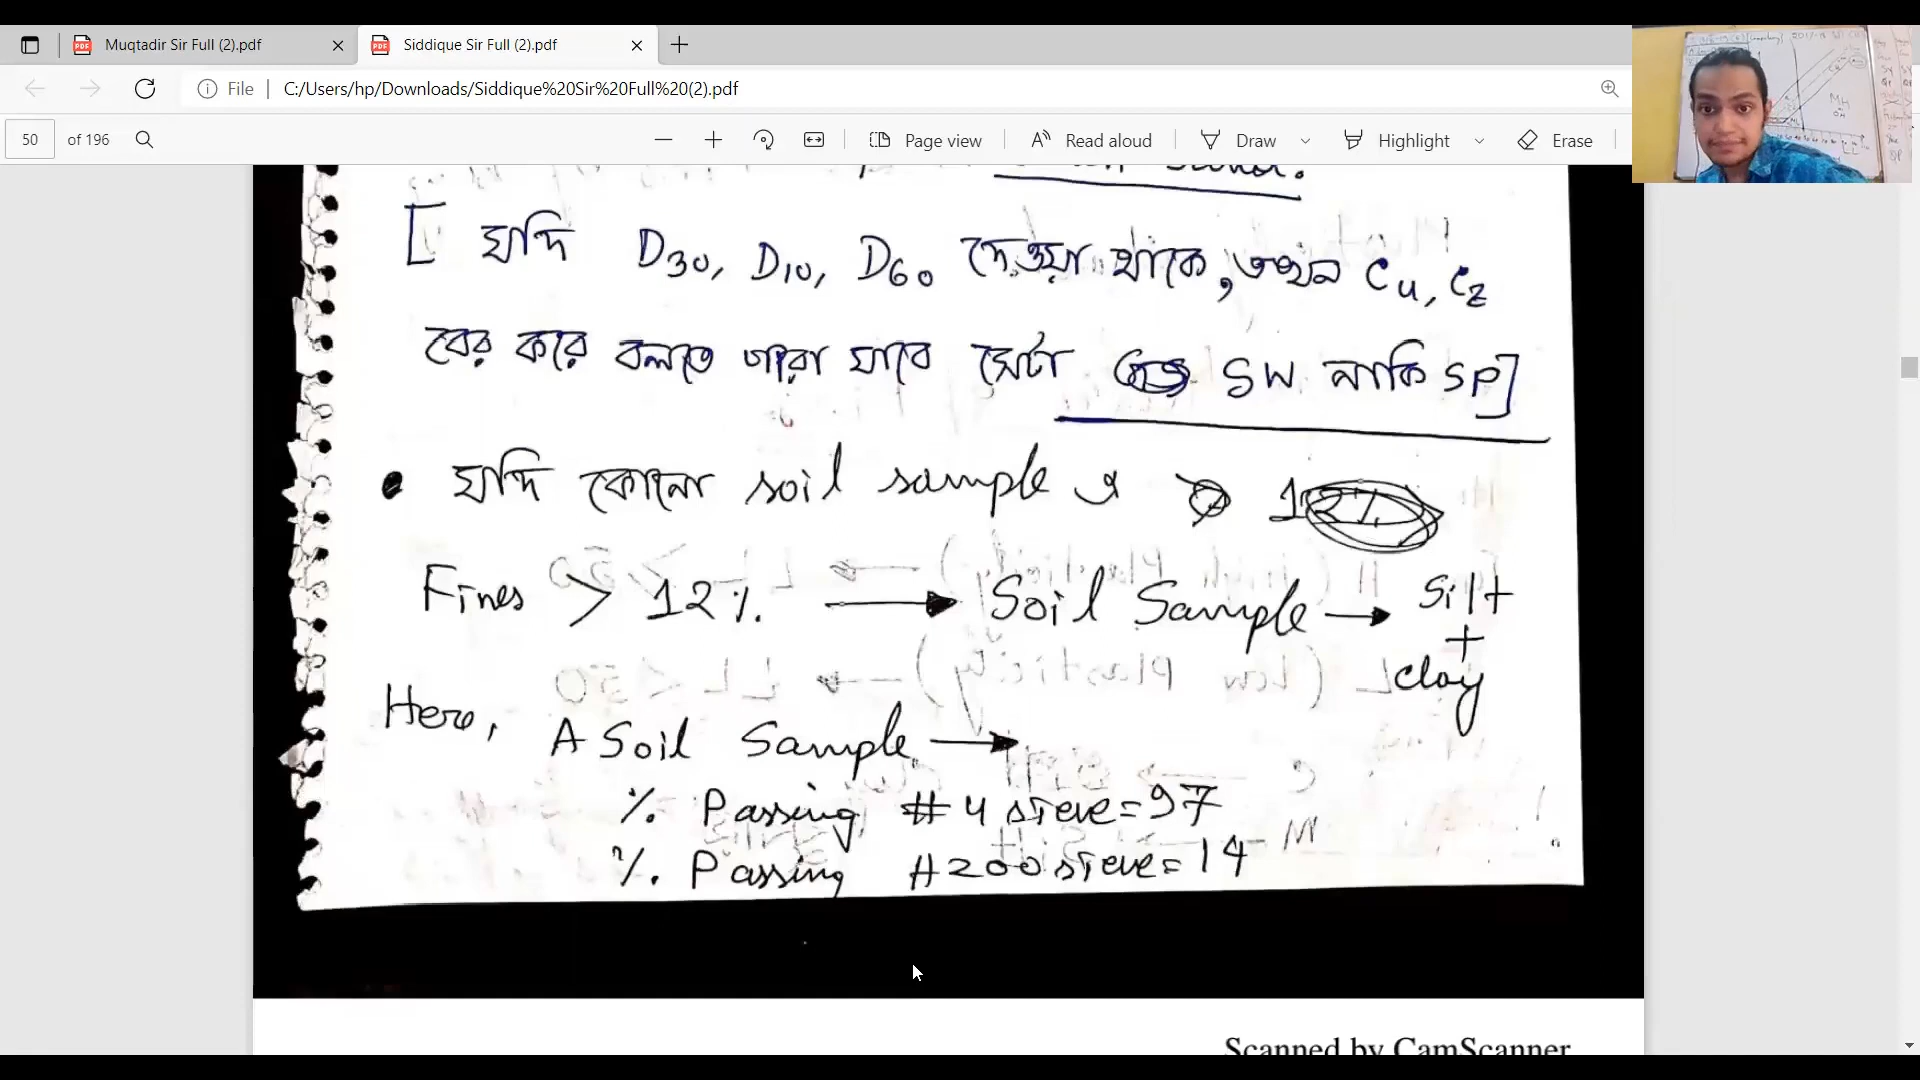 Muqtadir Sir Full (2).pdf
Siddique Sir Full (2).pdf
File
C:/Users/hp/Downloads/Siddique%20Sir%20Full%20(2).pdf
50 of 196
Page view
Read aloud
Draw
Highlight
Erase
[ যদি D30, D10, D60 দেওয়া থাকে, তখন Cu, Cz
বের করে বলতে পারা যাবে সেটা SW নাকি SP]
• যদি কোনো soil sample এ
Fines > 12% → Soil Sample → Silt
+
clay
Here,
A Soil Sample →
% Passing #4 sieve = 97
% Passing #200 sieve = 14
Scanned by CamScanner